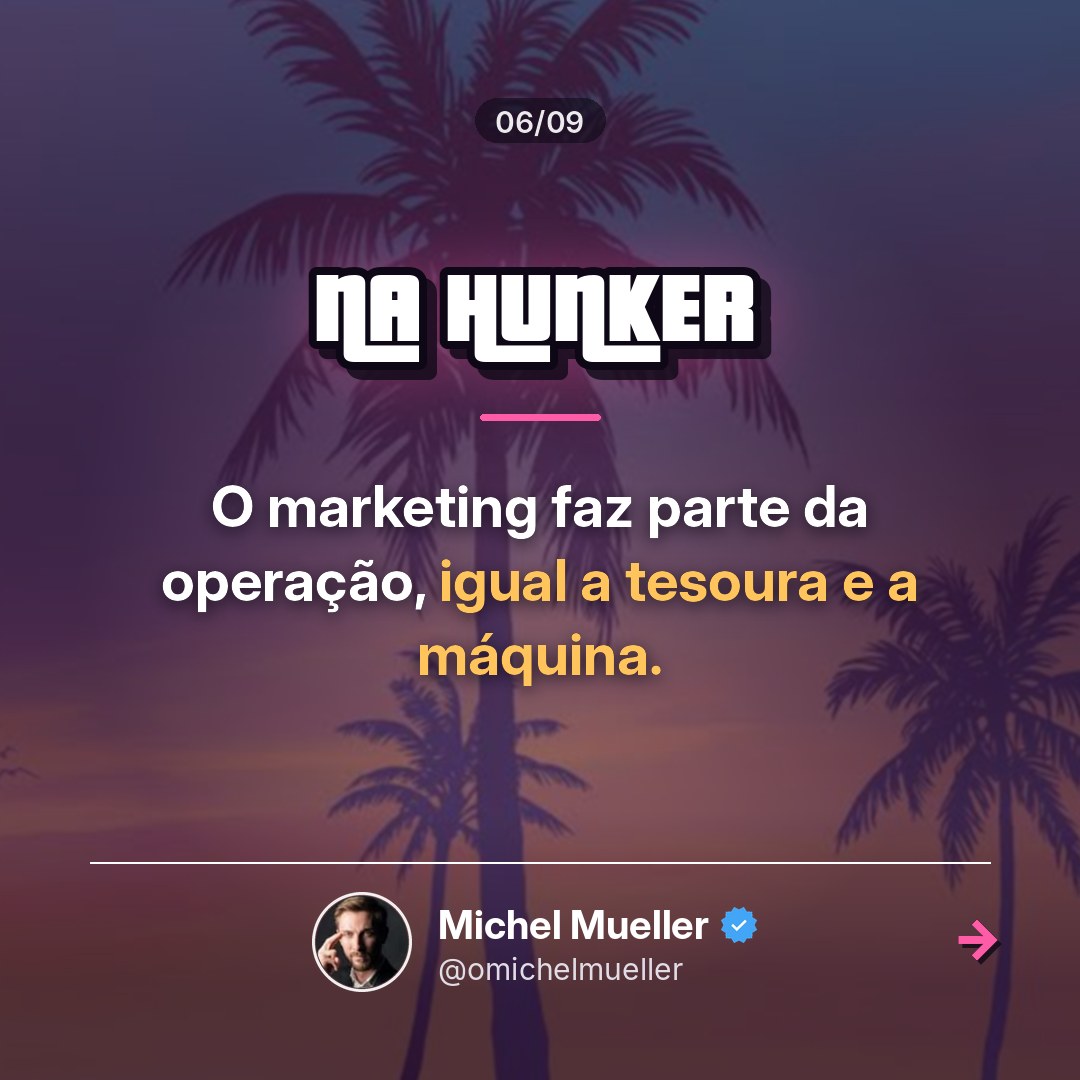 06/09
NA HUNKER
O marketing faz parte da
operação, igual a tesoura e a
máquina.
Michel Mueller
@omichelmueller